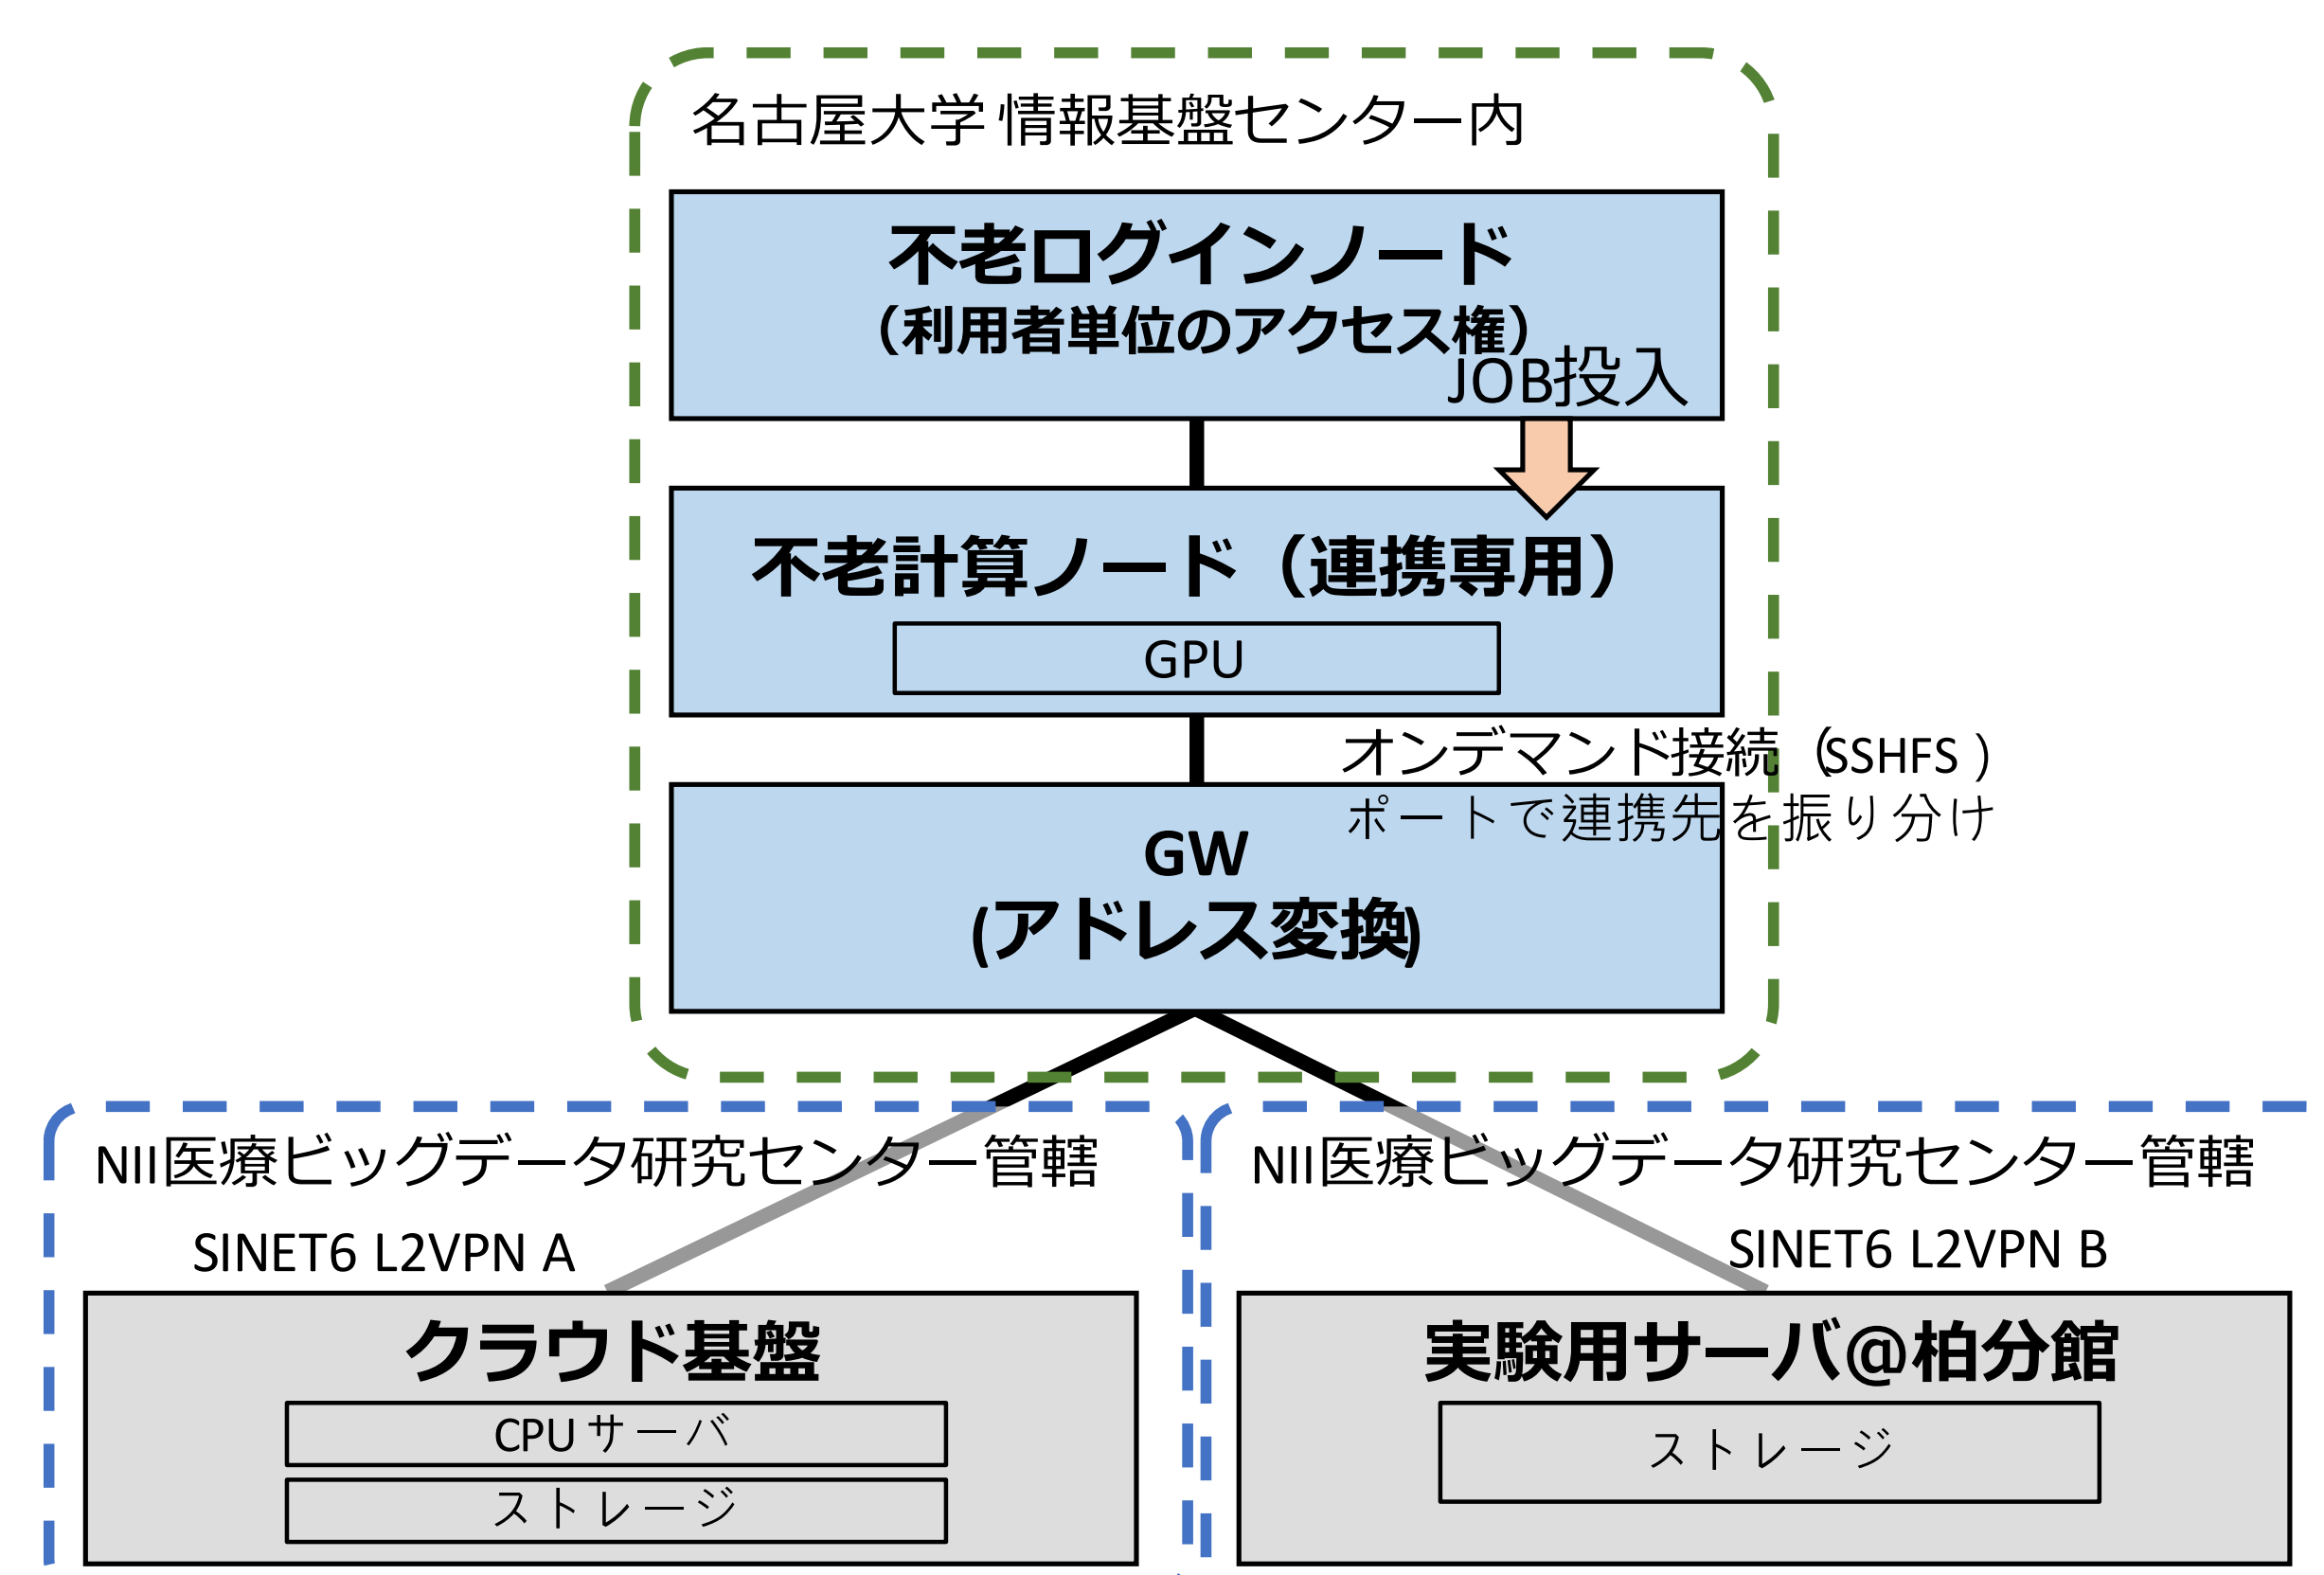 名古屋大学 情報基盤センター内
不老ログインノード
（利用者単位のアクセス権）
JOB投入
不老計算ノード（連携専用）
GPU
オンデマンド接続（SSHFS）
ポートで連携先を振り分け
GW
(アドレス変換)
NII医療ビッグデータ研究センター管轄
SINET6 L2VPN A
クラウド基盤
CPUサーバ
ストレージ
NII医療ビッグデータ研究センター管轄
SINET6 L2VPN B
実験用サーバ@柏分館
ストレージ